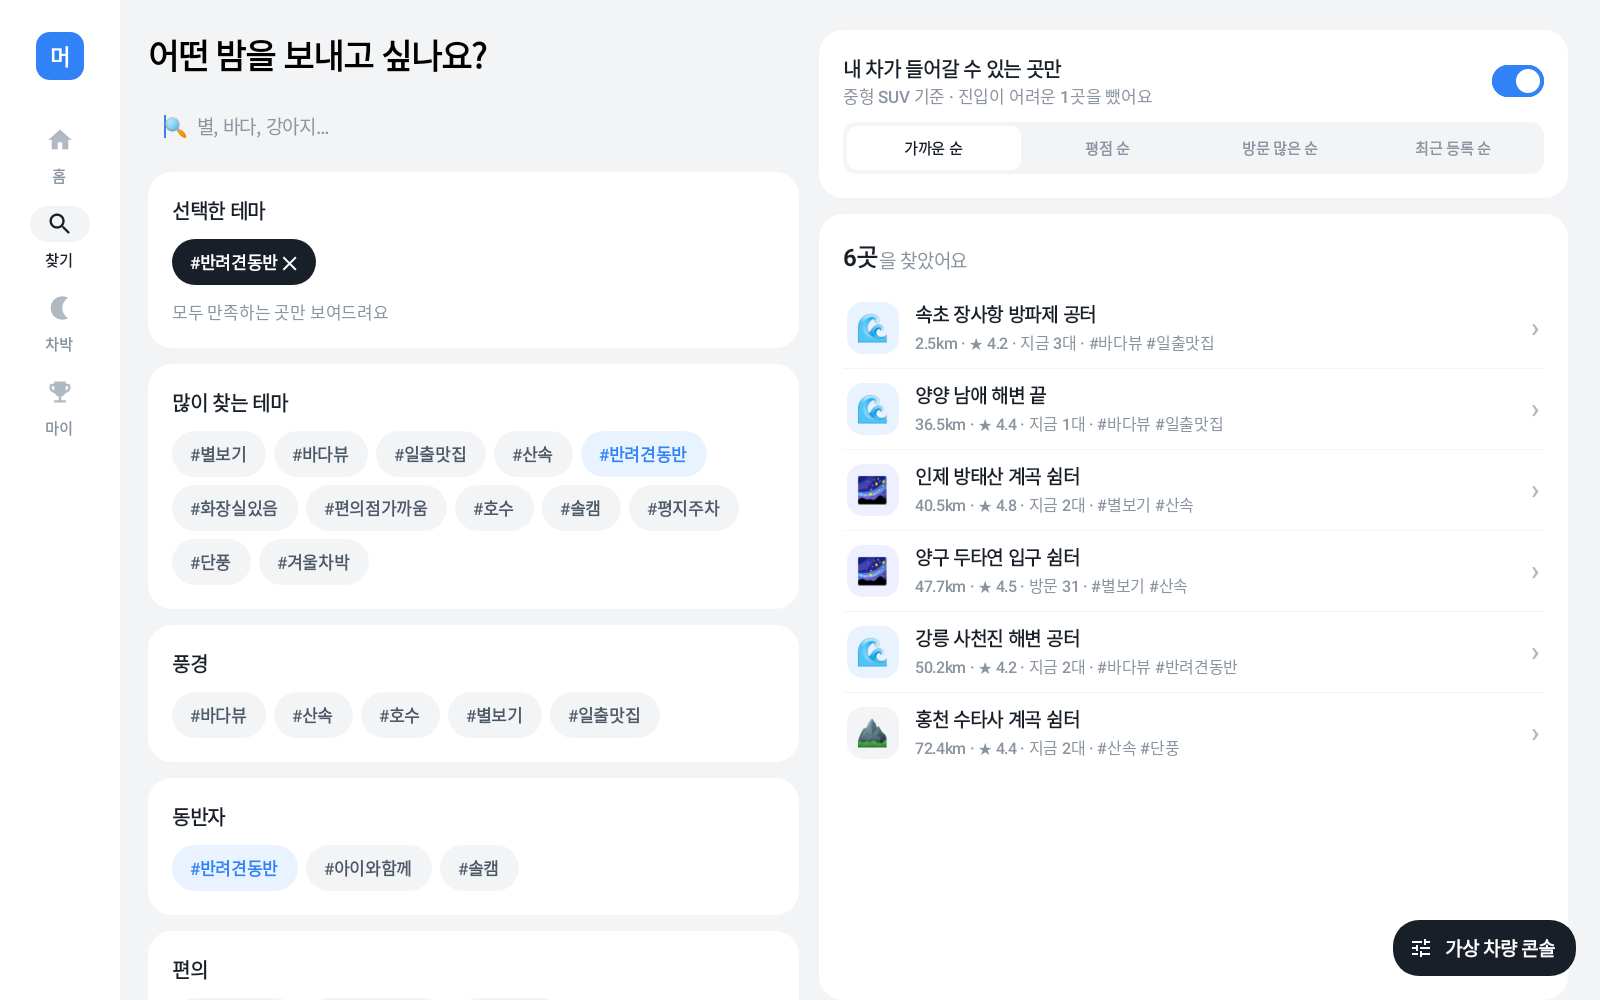 머
홈
찾기
차박
마이
어떤 밤을 보내고 싶나요?
별, 바다, 강아지...
선택한 테마
#반려견동반
모두 만족하는 곳만 보여드려요
많이 찾는 테마
#별보기 #바다뷰 #일출맛집 #산속 #반려견동반
#화장실있음 #편의점가까움 #호수 #솔캠 #평지주차
#단풍 #겨울차박
풍경
#바다뷰 #산속 #호수 #별보기 #일출맛집
동반자
#반려견동반 #아이와함께 #솔캠
편의
내 차가 들어갈 수 있는 곳만
중형 SUV 기준 · 진입이 어려운 1곳을 뺐어요
가까운 순 평점 순 방문 많은 순 최근 등록 순
6곳을 찾았어요
속초 장사항 방파제 공터
2.5km · ★ 4.2 · 지금 3대 · #바다뷰 #일출맛집
양양 남애 해변 끝
36.5km · ★ 4.4 · 지금 1대 · #바다뷰 #일출맛집
인제 방태산 계곡 쉼터
40.5km · ★ 4.8 · 지금 2대 · #별보기 #산속
양구 두타연 입구 쉼터
47.7km · ★ 4.5 · 방문 31 · #별보기 #산속
강릉 사천진 해변 공터
50.2km · ★ 4.2 · 지금 2대 · #바다뷰 #반려견동반
홍천 수타사 계곡 쉼터
72.4km · ★ 4.4 · 지금 2대 · #산속 #단풍
가상 차량 콘솔